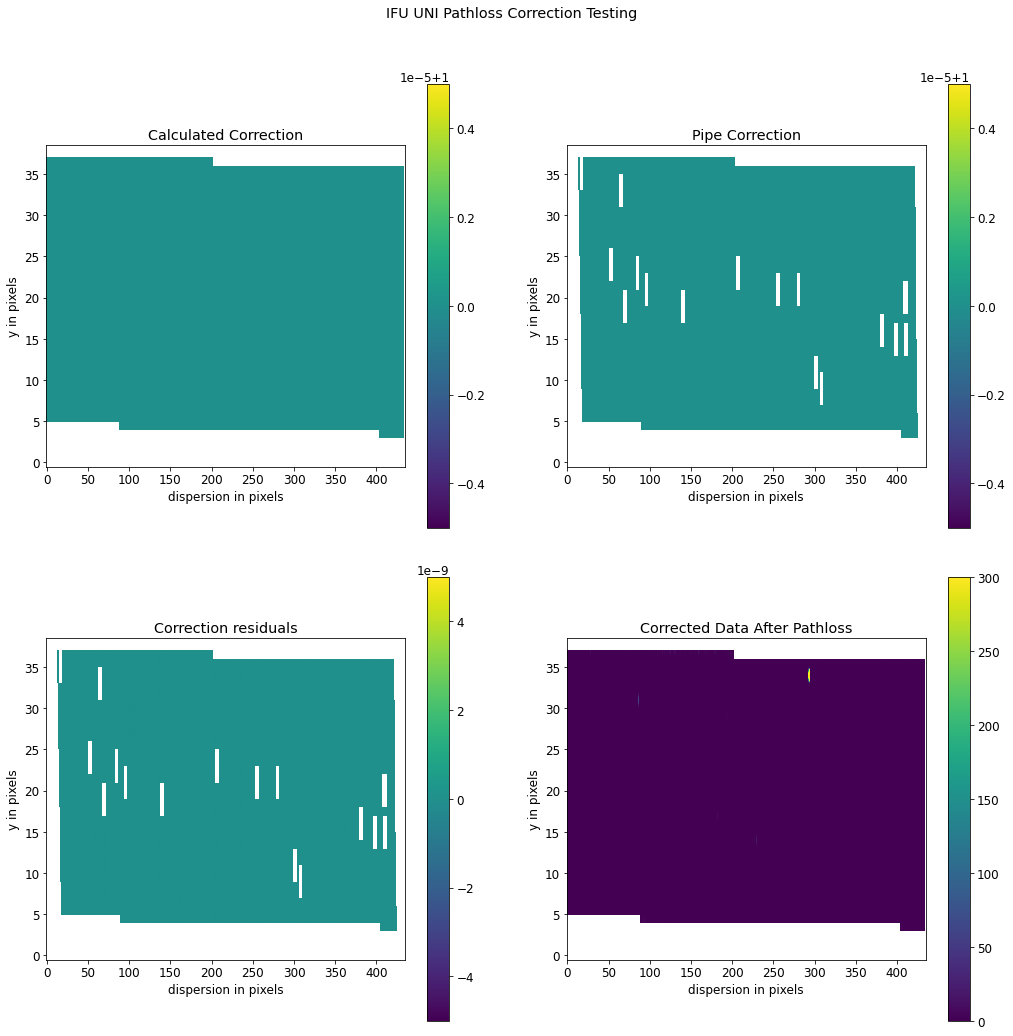 IFU UNI Pathloss Correction Testing
Calculated Correction
1e−5+1
35
30
25
20
15
10
5
0
y in pixels
0 50 100 150 200 250 300 350 400
dispersion in pixels
0.4
0.2
0.0
−0.2
−0.4
Pipe Correction
1e−5+1
35
30
25
20
15
10
5
0
y in pixels
0 50 100 150 200 250 300 350 400
dispersion in pixels
0.4
0.2
0.0
−0.2
−0.4
Correction residuals
1e−9
35
30
25
20
15
10
5
0
y in pixels
0 50 100 150 200 250 300 350 400
dispersion in pixels
4
2
0
−2
−4
Corrected Data After Pathloss
35
30
25
20
15
10
5
0
y in pixels
0 50 100 150 200 250 300 350 400
dispersion in pixels
300
250
200
150
100
50
0